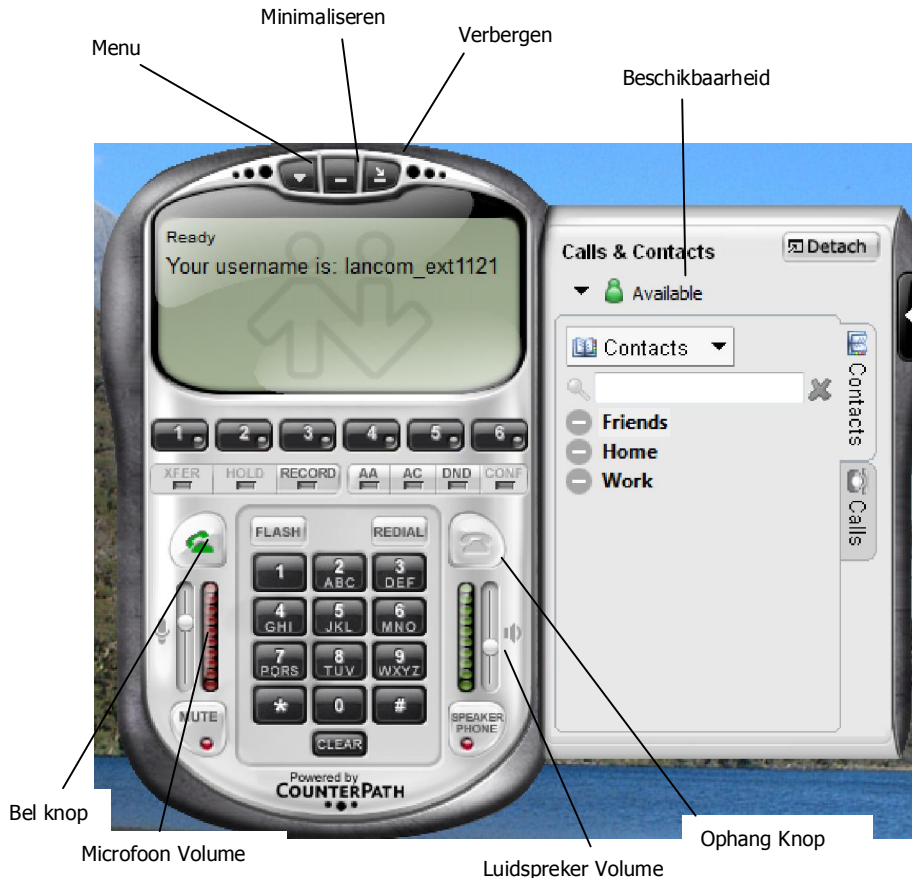 Minimaliseren
Menu
Verbergen
Beschikbaarheid
Ready
Your username is: lancom_ext1121
Calls & Contacts
Detach
Available
Contacts
Contacts
Friends
Home
Work
Calls
1 2 3 4 5 6
XFER HOLD RECORD AA AC DND CONF
FLASH REDIAL
1 2 3
ABC DEF
4 5 6
GHI JKL MNO
7 8 9
PQRS TUV WXYZ
* 0 #
MUTE
SPEAKER
PHONE
CLEAR
Powered by
COUNTERPATH
Bel knop
Ophang Knop
Microfoon Volume
Luidspreker Volume